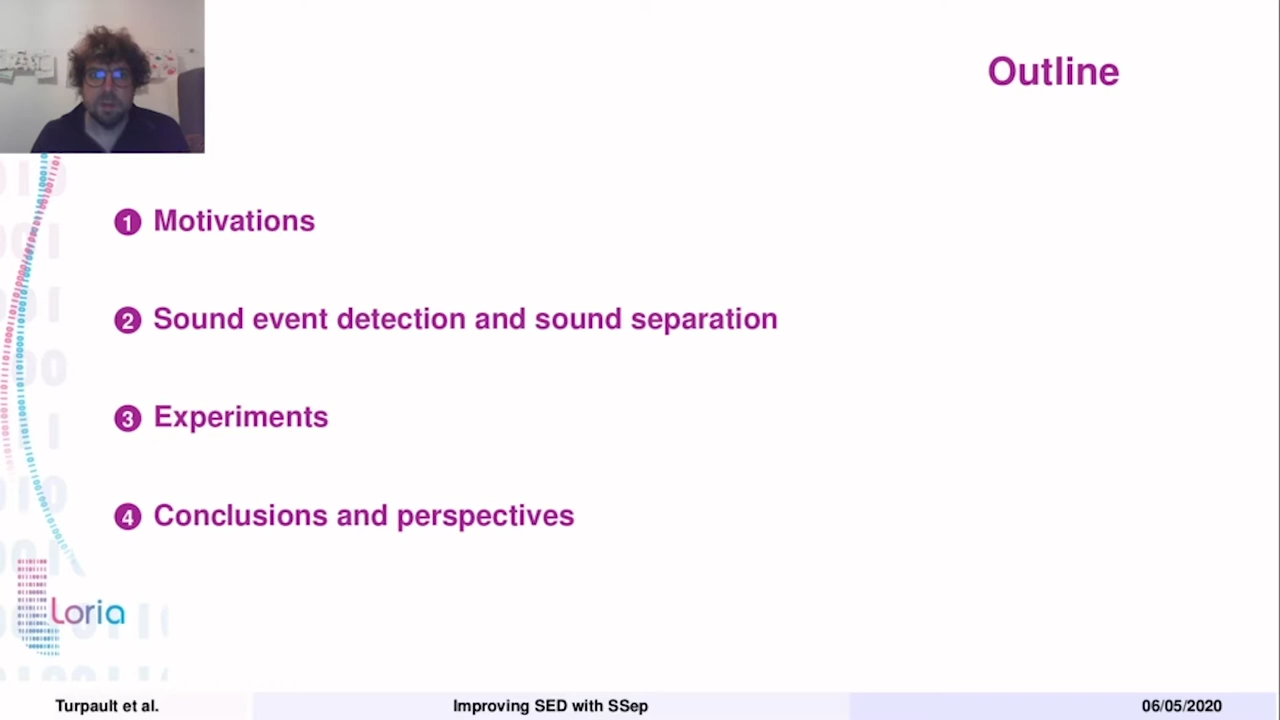 Outline
1 Motivations
2 Sound event detection and sound separation
3 Experiments
4 Conclusions and perspectives
Loria
Turpault et al.
Improving SED with SSep
06/05/2020